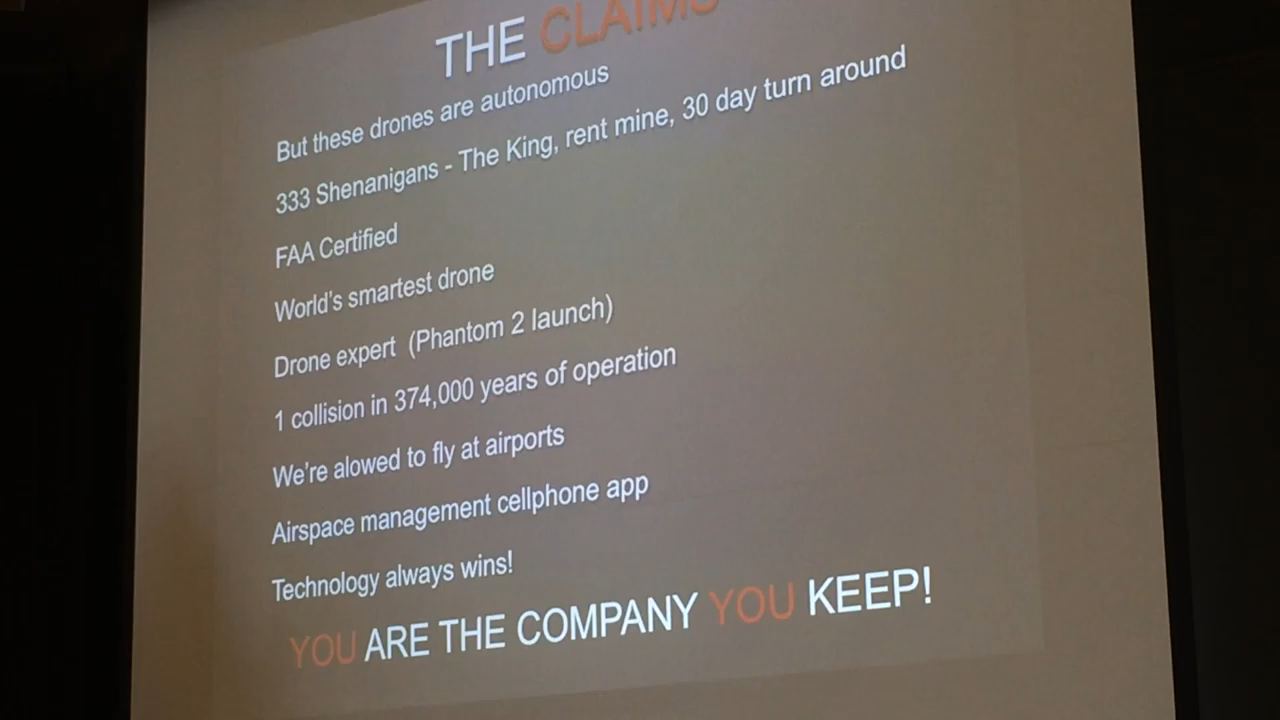 THE CLAIMS
But these drones are autonomous
333 Shenanigans - The King, rent mine, 30 day turn around
FAA Certified
World's smartest drone
Drone expert (Phantom 2 launch)
1 collision in 374,000 years of operation
We're alowed to fly at airports
Airspace management cellphone app
Technology always wins!
YOU ARE THE COMPANY YOU KEEP!